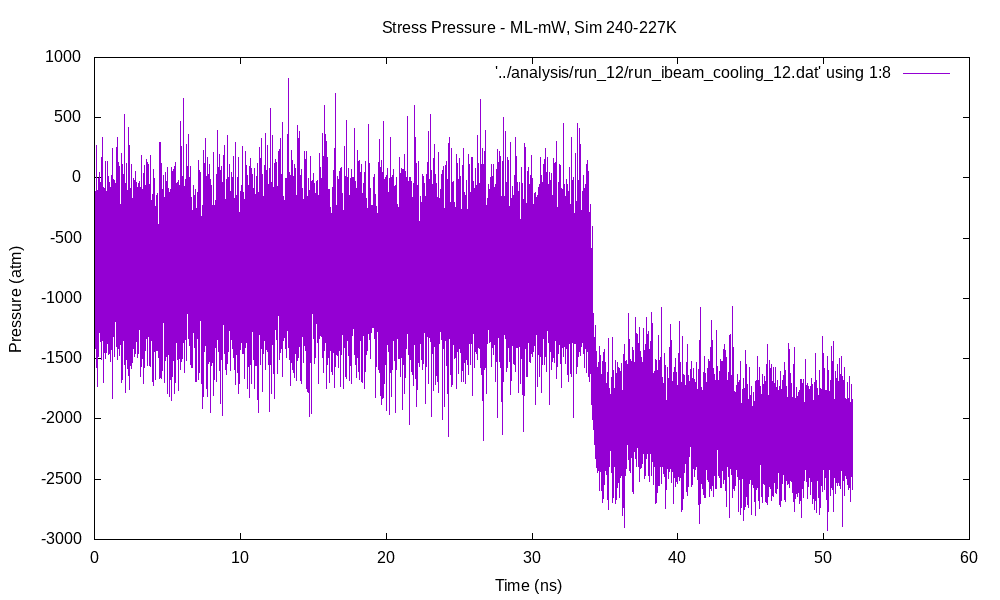 Stress Pressure - ML-mW, Sim 240-227K
'../analysis/run_12/run_ibeam_cooling_12.dat' using 1:8
1000
500
0
-500
-1000
-1500
-2000
-2500
-3000
Pressure (atm)
0 10 20 30 40 50 60
Time (ns)